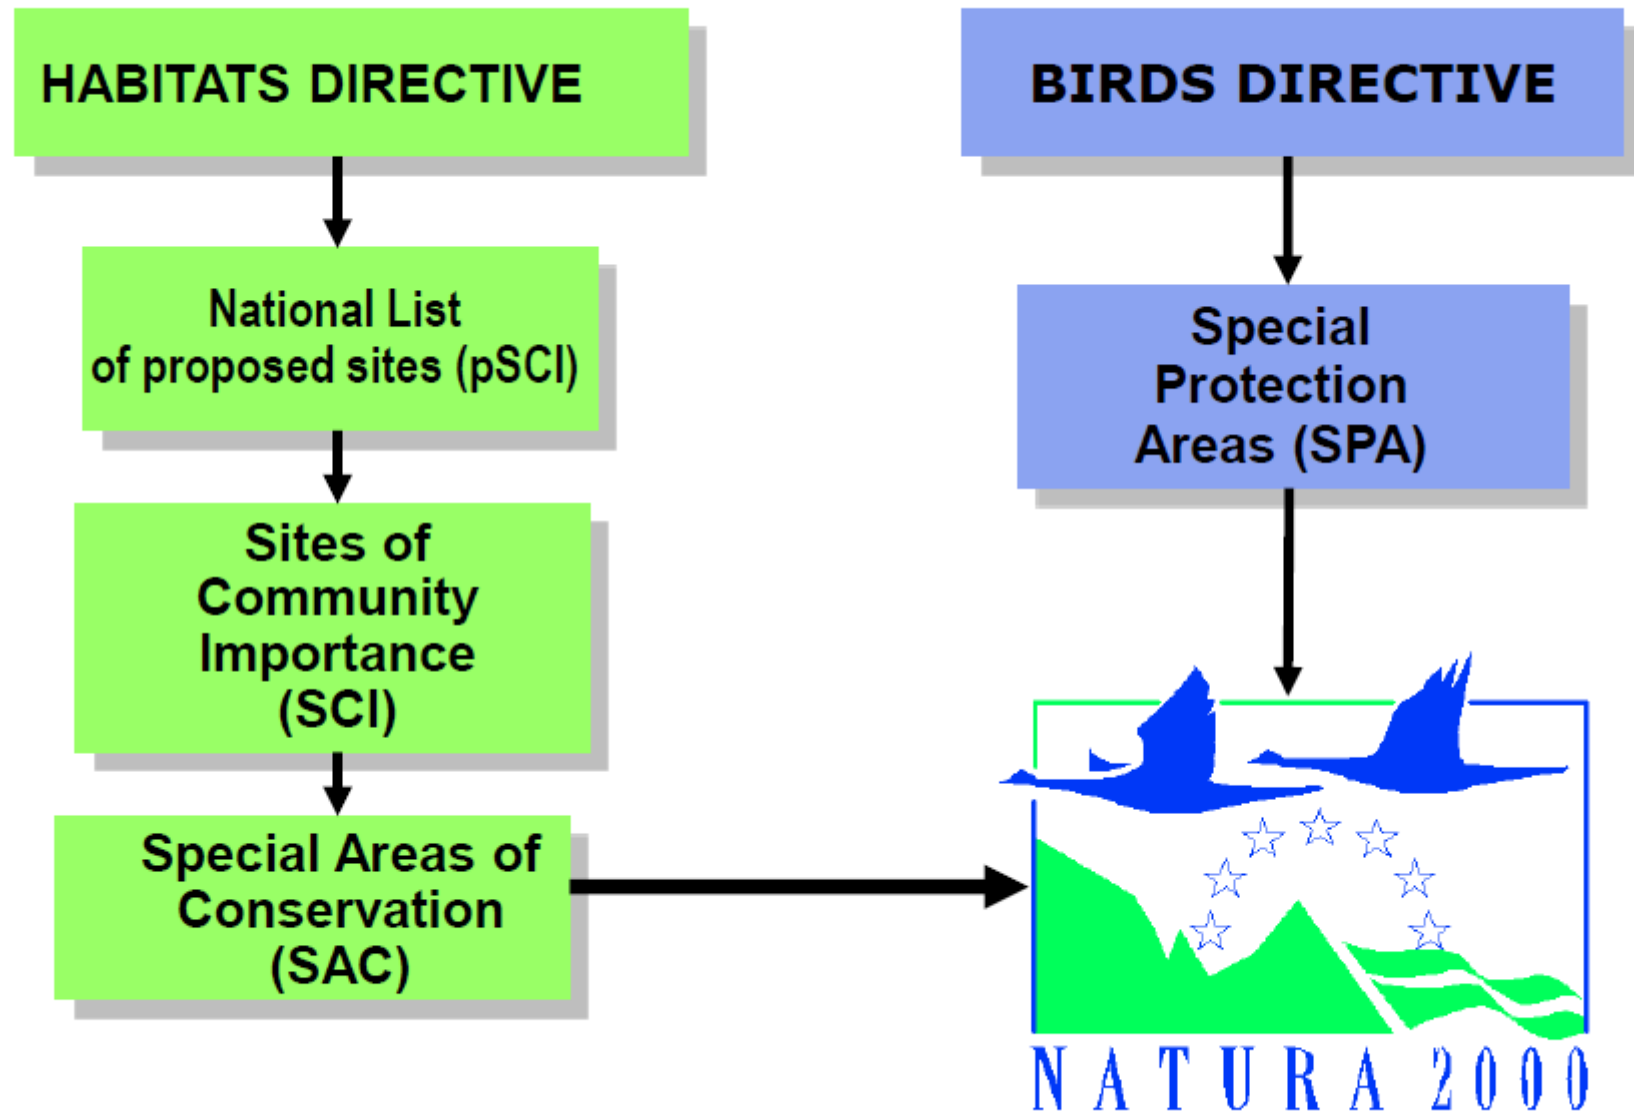 HABITATS DIRECTIVE
National List
of proposed sites (pSCI)
Sites of
Community
Importance
(SCI)
Special Areas of
Conservation
(SAC)
BIRDS DIRECTIVE
Special
Protection
Areas (SPA)
NATURA 2000